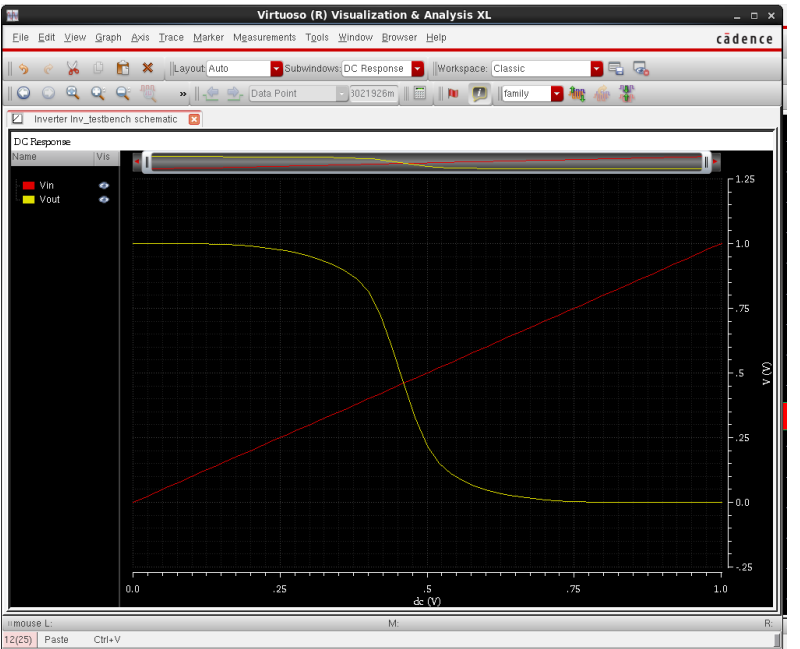 Virtuoso (R) Visualization & Analysis XL
File Edit View Graph Axis Trace Marker Measurements Tools Window Browser Help
cādence
Layout: Auto Subwindows: DC Response Workspace: Classic
» Data Point 3021926m family
Inverter Inv_testbench schematic
DC Response
Name Vis
Vin
Vout
1.25
1.0
.75
.5
.25
0.0
-.25
V (V)
0.0 .25 .5 .75 1.0
dc (V)
mouse L: M: R:
12(25) Paste Ctrl+V